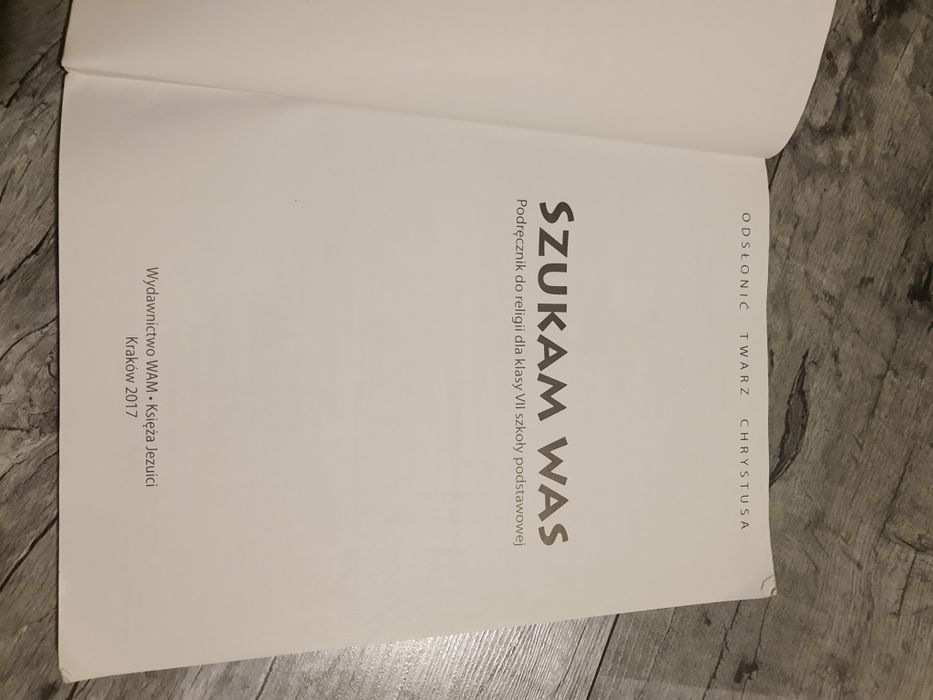 ODSŁONIĆ TWARZ CHRYSTUSA
SZUKAM WAS
Podręcznik do religii dla klasy VII szkoły podstawowej
Wydawnictwo WAM • Księża Jezuici
Kraków 2017